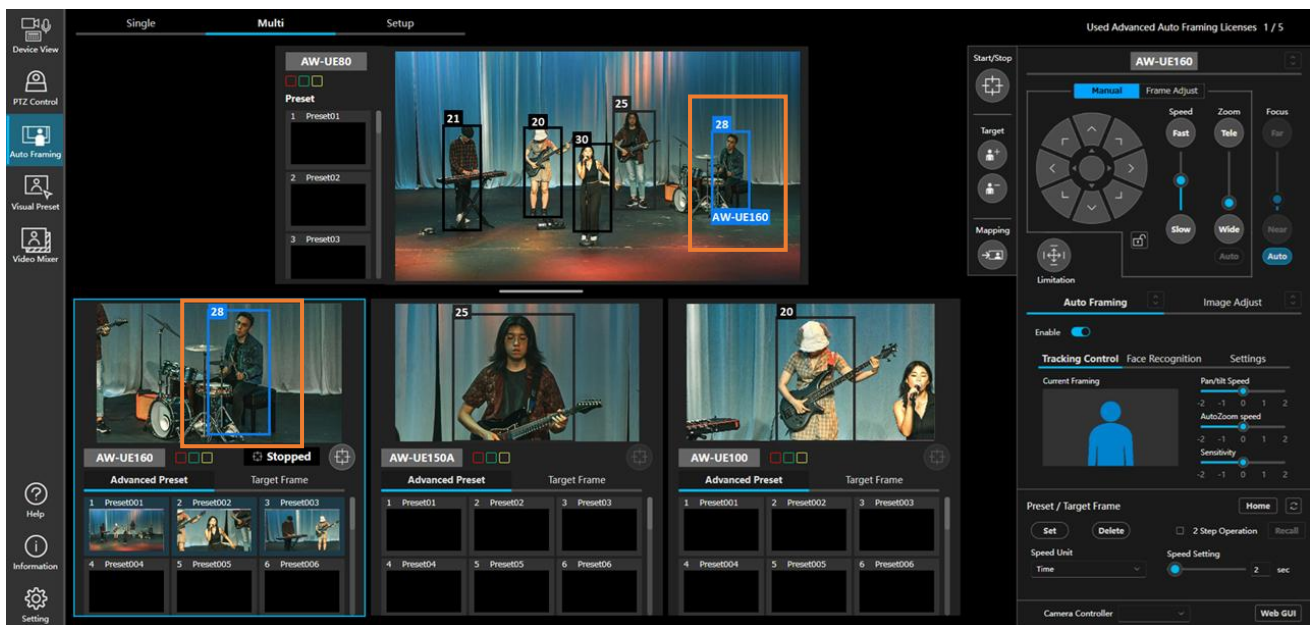 Single Multi Setup
Used Advanced Auto Framing Licenses 1 / 5
Device View
PTZ Control
Auto Framing
Visual Preset
Video Mixer
Help
Information
Setting
AW-UE80
Preset
1 Preset01
2 Preset02
3 Preset03
21
20
30
25
28
AW-UE160
Start/Stop
Target
Mapping
28
AW-UE160
Stopped
Advanced Preset Target Frame
1 Preset001 2 Preset002 3 Preset003
4 Preset004 5 Preset005 6 Preset006
25
AW-UE150A
Advanced Preset Target Frame
1 Preset01 2 Preset02 3 Preset03
4 Preset04 5 Preset05 6 Preset06
20
AW-UE100
Advanced Preset Target Frame
1 Preset001 2 Preset002 3 Preset003
4 Preset004 5 Preset005 6 Preset006
AW-UE160
Manual Frame Adjust
Speed Zoom Focus
Fast Tele Far
Slow Wide Near
Auto Auto
Limitation
Auto Framing Image Adjust
Enable
Tracking Control Face Recognition Settings
Current Framing
Pan/tilt Speed
-2 -1 0 1 2
AutoZoom speed
-2 -1 0 1 2
Sensitivity
-2 -1 0 1 2
Preset / Target Frame Home
Set Delete 2 Step Operation Recall
Speed Unit Speed Setting
Time 2 sec
Camera Controller Web GUI